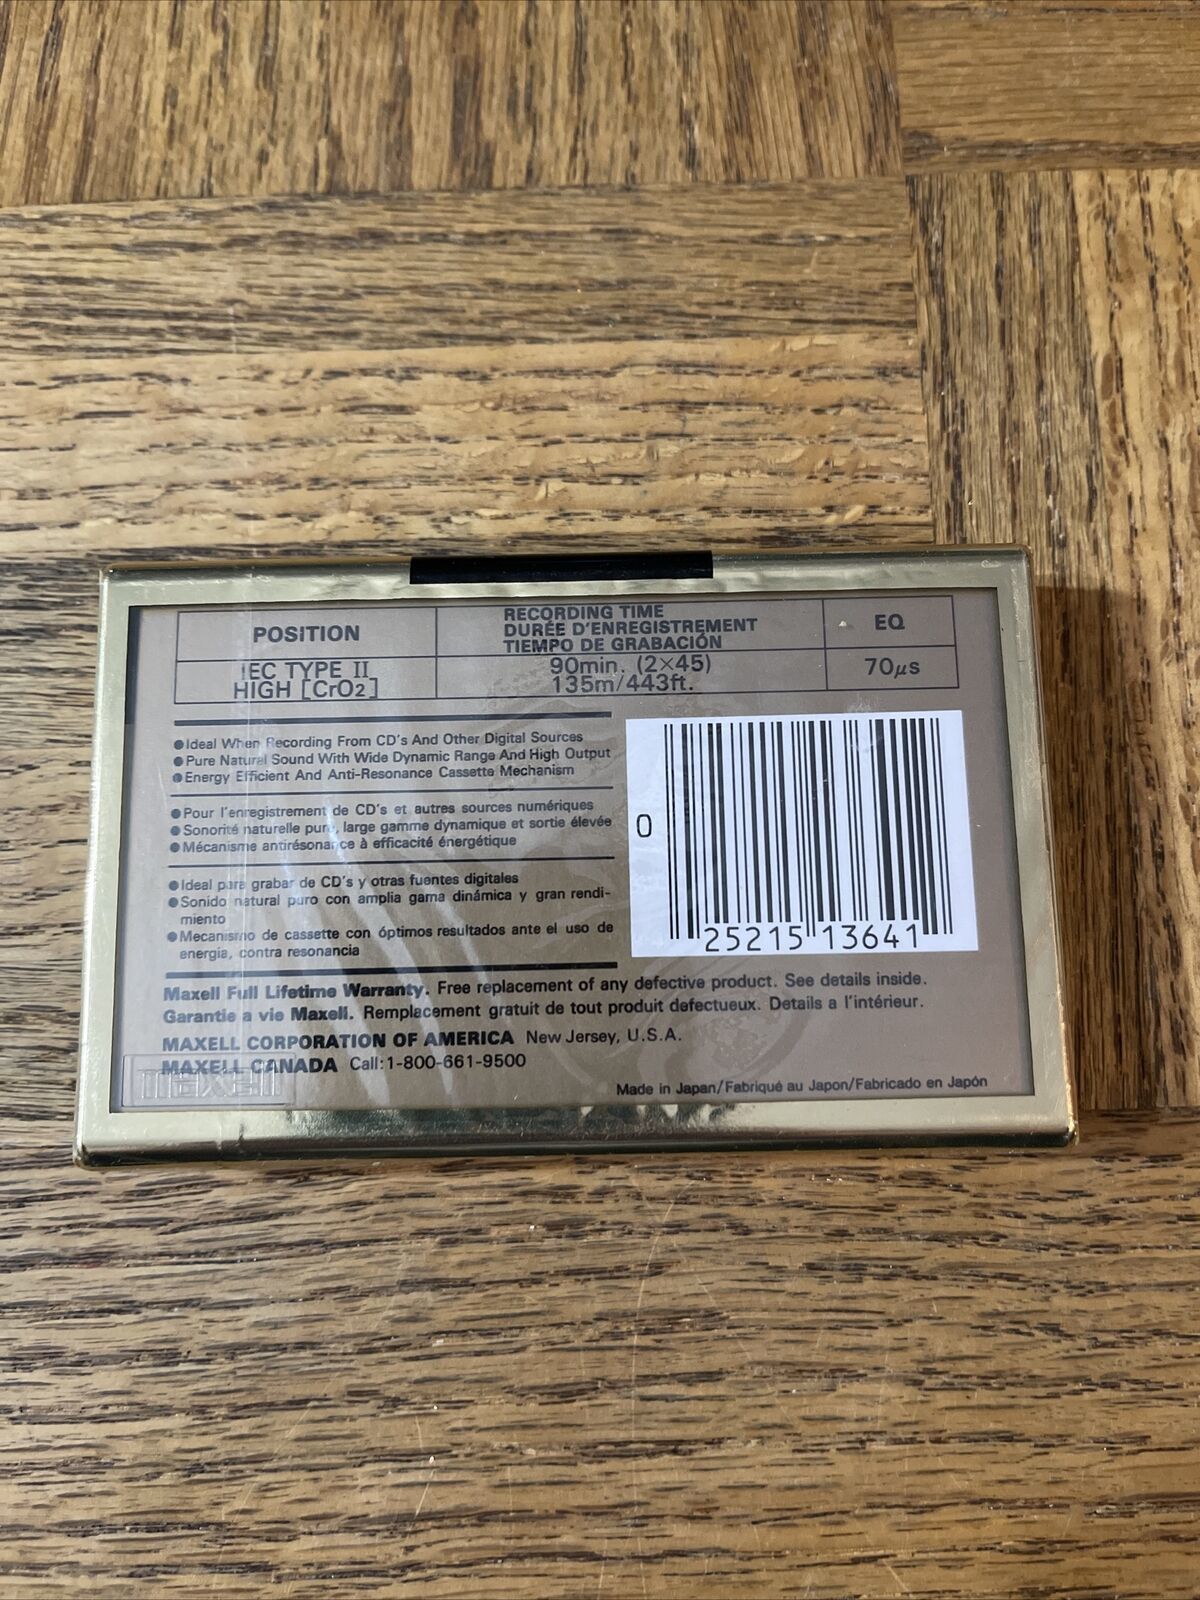 POSITION
RECORDING TIME
DURÉE D'ENREGISTREMENT
TIEMPO DE GRABACIÓN
EQ
IEC TYPE II
HIGH [CrO2]
90min. (2×45)
135m/443ft.
70μs
●Ideal When Recording From CD's And Other Digital Sources
●Pure Natural Sound With Wide Dynamic Range And High Output
●Energy Efficient And Anti-Resonance Cassette Mechanism
●Pour l'enregistrement de CD's et autres sources numériques
●Sonorité naturelle pure, large gamme dynamique et sortie élevée
●Mécanisme antirésonance à efficacité énergétique
●Ideal para grabar de CD's y otras fuentes digitales
●Sonido natural puro con amplia gama dinámica y gran rendi-
miento
●Mecanismo de cassette con óptimos resultados ante el uso de
energia, contra resonancia
0 25215 13641
Maxell Full Lifetime Warranty. Free replacement of any defective product. See details inside.
Garantie a vie Maxell. Remplacement gratuit de tout produit defectueux. Details a l'intérieur.
MAXELL CORPORATION OF AMERICA New Jersey, U.S.A.
MAXELL CANADA Call:1-800-661-9500
maxell
Made in Japan/Fabriqué au Japon/Fabricado en Japón